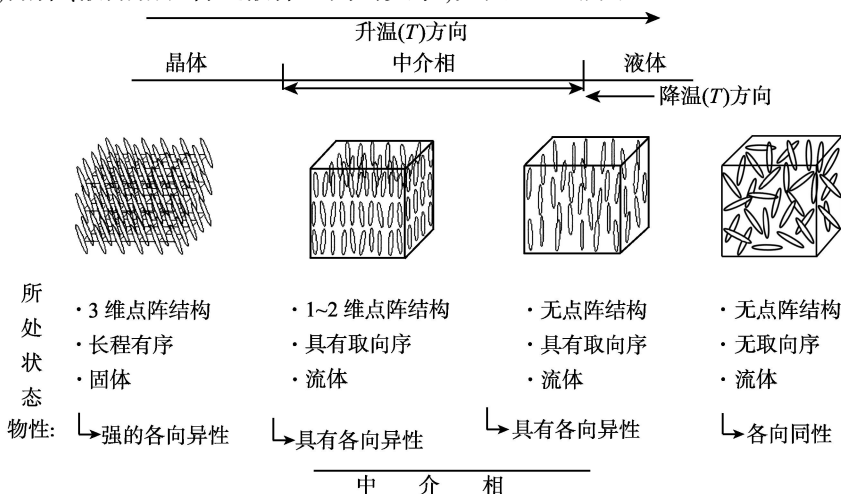 升温(T)方向
晶体 中介相 液体
降温(T)方向
所处状态
·3 维点阵结构 ·1~2 维点阵结构 ·无点阵结构 ·无点阵结构
·长程有序 ·具有取向序 ·具有取向序 ·无取向序
·固体 ·流体 ·流体 ·流体
物性: 强的各向异性 具有各向异性 具有各向异性 各向同性
中 介 相